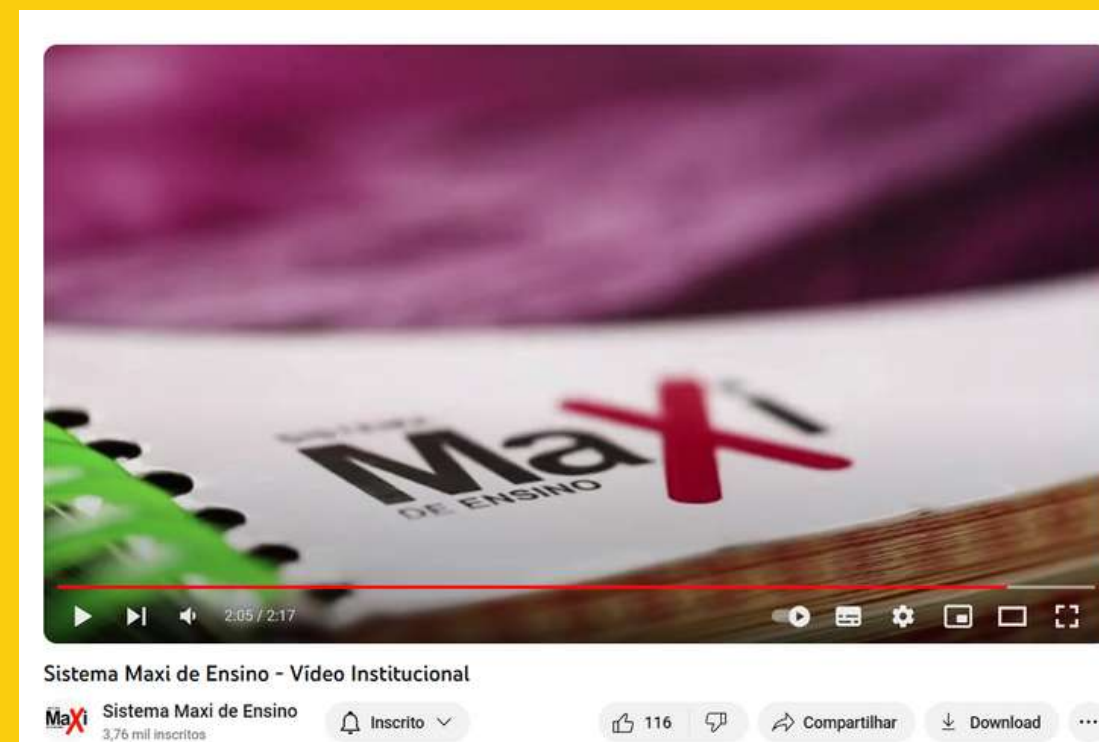 SISTEMA
MaXi
DE ENSINO
2:05 / 2:17
Sistema Maxi de Ensino - Vídeo Institucional
MaXi
Sistema Maxi de Ensino
3,76 mil inscritos
Inscrito
116
Compartilhar
Download